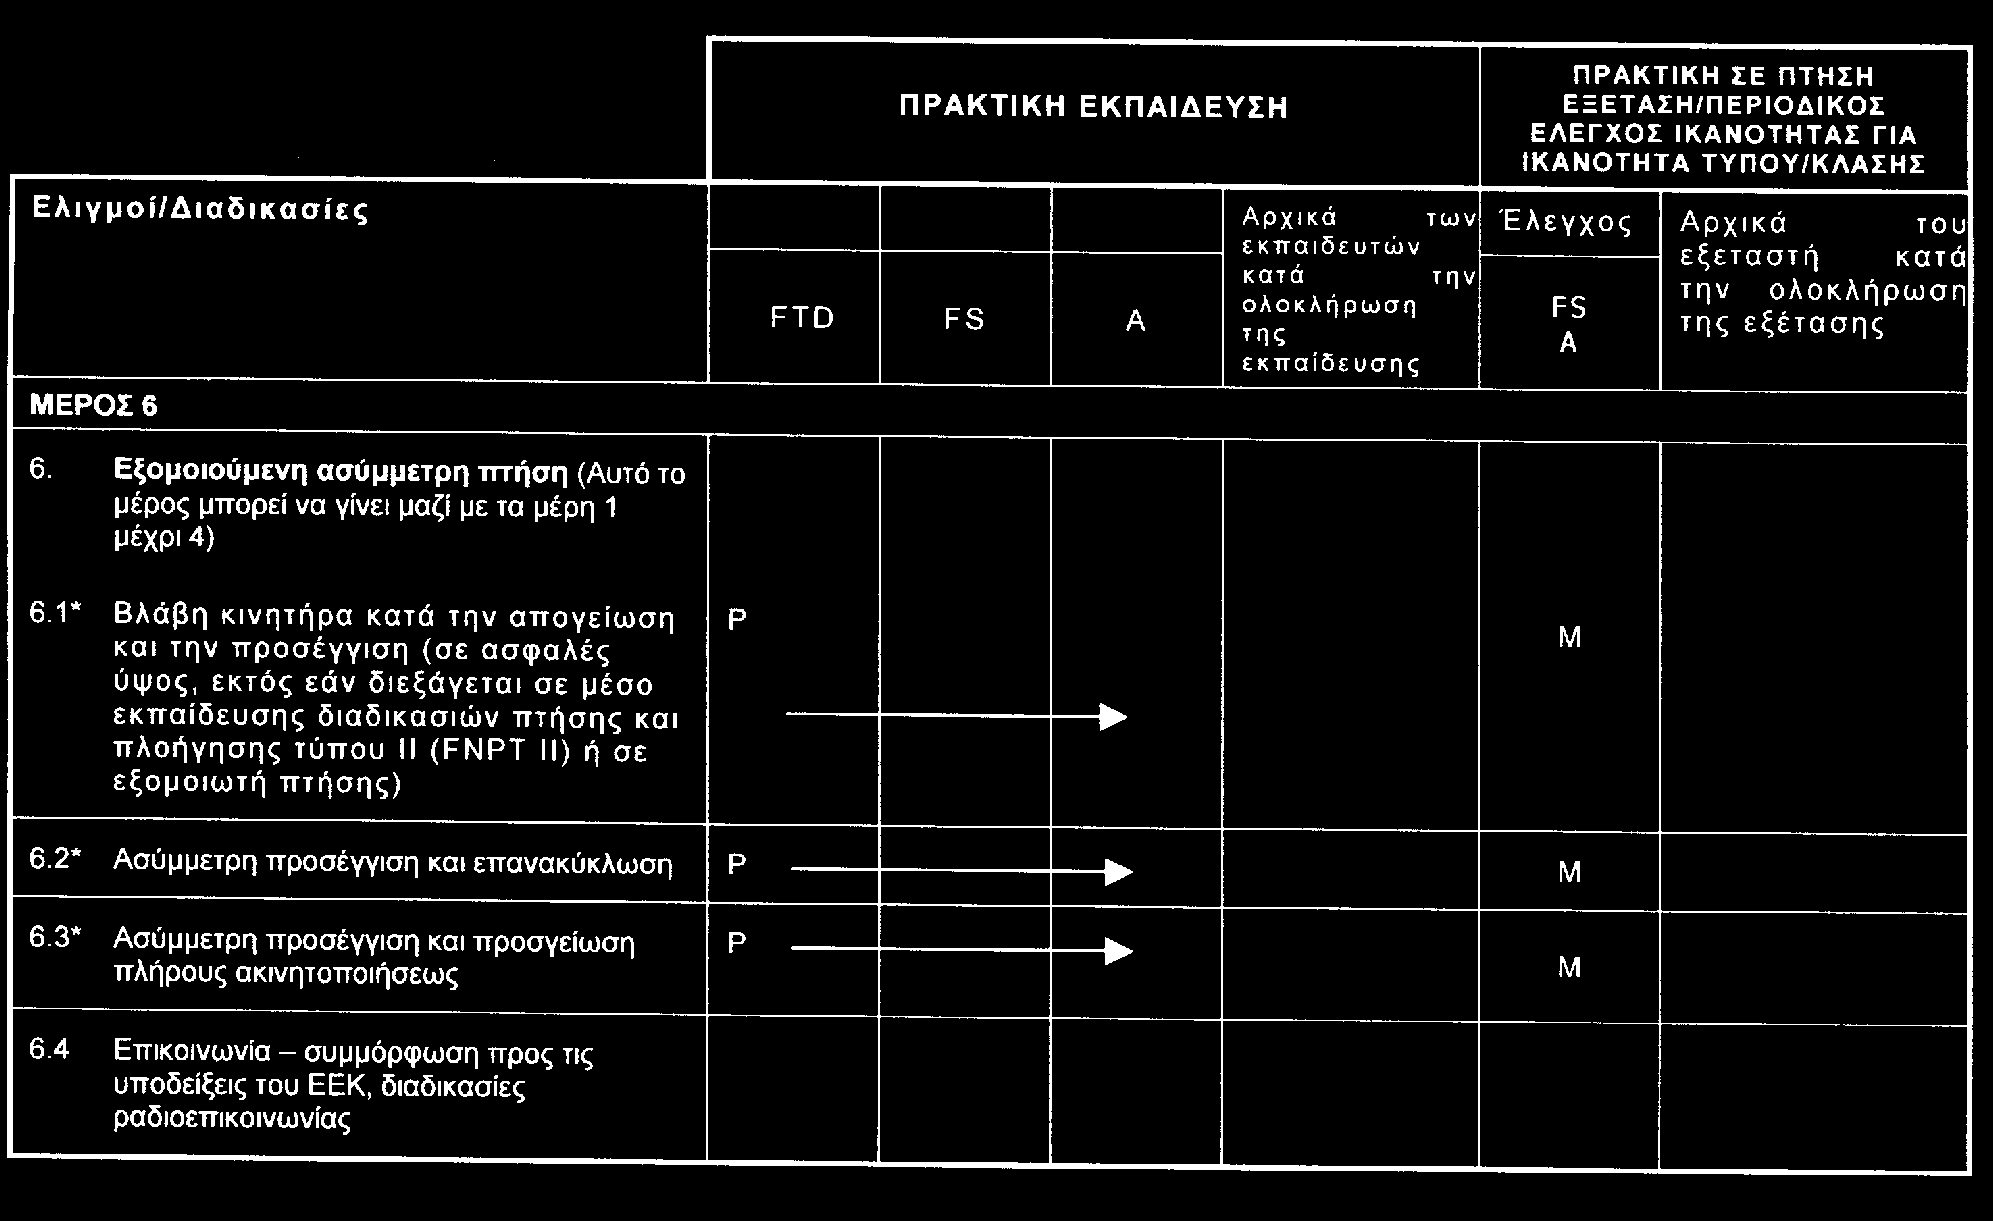 ΠΡΑΚΤΙΚΗ ΕΚΠΑΙΔΕΥΣΗ
ΠΡΑΚΤΙΚΗ ΣΕ ΠΤΗΣΗ
ΕΞΕΤΑΣΗ/ΠΕΡΙΟΔΙΚΟΣ
ΕΛΕΓΧΟΣ ΙΚΑΝΟΤΗΤΑΣ ΓΙΑ
ΙΚΑΝΟΤΗΤΑ ΤΥΠΟΥ/ΚΛΑΣΗΣ
Ελιγμοί/Διαδικασίες
FTD
FS
A
Αρχικά των
εκπαιδευτών
κατά την
ολοκλήρωση
της
εκπαίδευσης
Έλεγχος
FS
A
Αρχικά του
εξεταστή κατά
την ολοκλήρωση
της εξέτασης
ΜΕΡΟΣ 6
6. Εξομοιούμενη ασύμμετρη πτήση (Αυτό το
μέρος μπορεί να γίνει μαζί με τα μέρη 1
μέχρι 4)
6.1* Βλάβη κινητήρα κατά την απογείωση
και την προσέγγιση (σε ασφαλές
ύψος, εκτός εάν διεξάγεται σε μέσο
εκπαίδευσης διαδικασιών πτήσης και
πλοήγησης τύπου II (FNPT II) ή σε
εξομοιωτή πτήσης)
P
M
6.2* Ασύμμετρη προσέγγιση και επανακύκλωση
P
M
6.3* Ασύμμετρη προσέγγιση και προσγείωση
πλήρους ακινητοποιήσεως
P
M
6.4 Επικοινωνία – συμμόρφωση προς τις
υποδείξεις του ΕΕΚ, διαδικασίες
ραδιοεπικοινωνίας